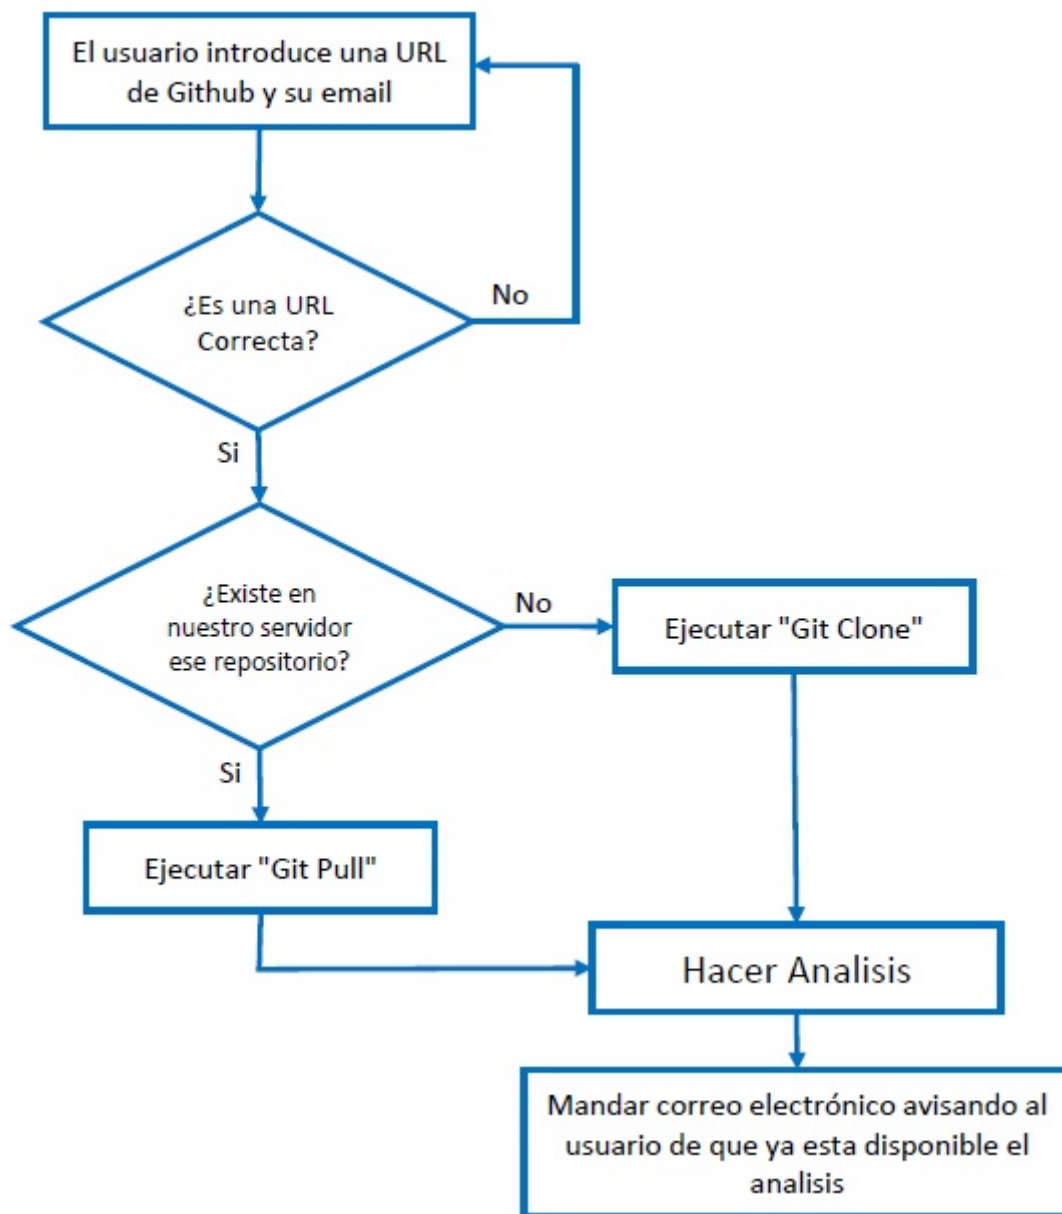 El usuario introduce una URL
de Github y su email
¿Es una URL
Correcta?
No
Si
¿Existe en
nuestro servidor
ese repositorio?
No
Ejecutar "Git Clone"
Si
Ejecutar "Git Pull"
Hacer Analisis
Mandar correo electrónico avisando al
usuario de que ya esta disponible el
analisis